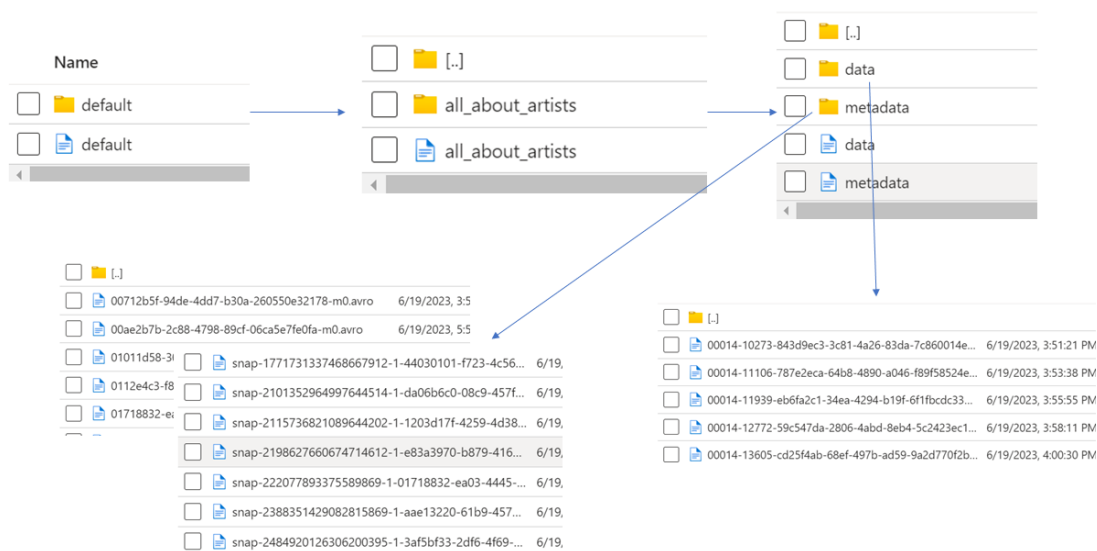 Name
default
default
[..]
all_about_artists
all_about_artists
[..]
data
metadata
data
metadata
[..]
00712b5f-94de-4dd7-b30a-260550e32178-m0.avro 6/19/2023, 3:5
00ae2b7b-2c88-4798-89cf-06ca5e7fe0fa-m0.avro 6/19/2023, 5:5
01011d58-3
0112e4c3-f8
01718832-ea
snap-1771731337468667912-1-44030101-f723-4c56... 6/19,
snap-2101352964997644514-1-da06b6c0-08c9-457f... 6/19,
snap-2115736821089644202-1-1203d17f-4259-4d38... 6/19,
snap-2198627660674714612-1-e83a3970-b879-416... 6/19,
snap-222077893375589869-1-01718832-ea03-4445-... 6/19,
snap-2388351429082815869-1-aae13220-61b9-457... 6/19,
snap-2484920126306200395-1-3af5bf33-2df6-4f69-... 6/19,
[..]
00014-10273-843d9ec3-3c81-4a26-83da-7c860014e... 6/19/2023, 3:51:21 PM
00014-11106-787e2eca-64b8-4890-a046-f89f58524e... 6/19/2023, 3:53:38 PM
00014-11939-eb6fa2c1-34ea-4294-b19f-6f1fbcdc33... 6/19/2023, 3:55:55 PM
00014-12772-59c547da-2806-4abd-8eb4-5c2423ec1... 6/19/2023, 3:58:11 PM
00014-13605-cd25f4ab-68ef-497b-ad59-9a2d770f2b... 6/19/2023, 4:00:30 PM